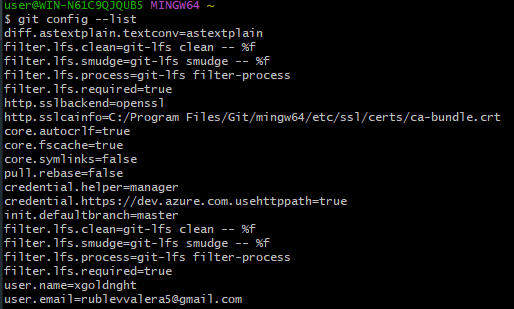 user@WIN-N61C9QJQUB5 MINGW64 ~
$ git config --list
diff.astextplain.textconv=astextplain
filter.lfs.clean=git-lfs clean -- %f
filter.lfs.smudge=git-lfs smudge -- %f
filter.lfs.process=git-lfs filter-process
filter.lfs.required=true
http.sslbackend=openssl
http.sslcainfo=C:/Program Files/Git/mingw64/etc/ssl/certs/ca-bundle.crt
core.autocrlf=true
core.fscache=true
core.symlinks=false
pull.rebase=false
credential.helper=manager
credential.https://dev.azure.com.usehttppath=true
init.defaultbranch=master
filter.lfs.clean=git-lfs clean -- %f
filter.lfs.smudge=git-lfs smudge -- %f
filter.lfs.process=git-lfs filter-process
filter.lfs.required=true
user.name=xgoldnght
user.email=rublevvalera5@gmail.com